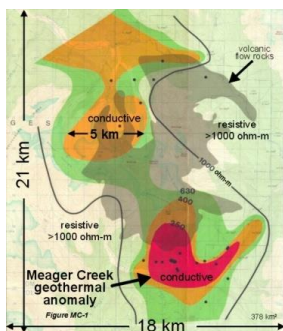 volcanic
flow rocks
conductive
5 km
resistive
>1000 ohm-m
1000 ohm-m
21 km
630
400
250
resistive
>1000 ohm-m
Meager Creek
geothermal
anomaly
conductive
Figure MC-1
378 km²
18 km